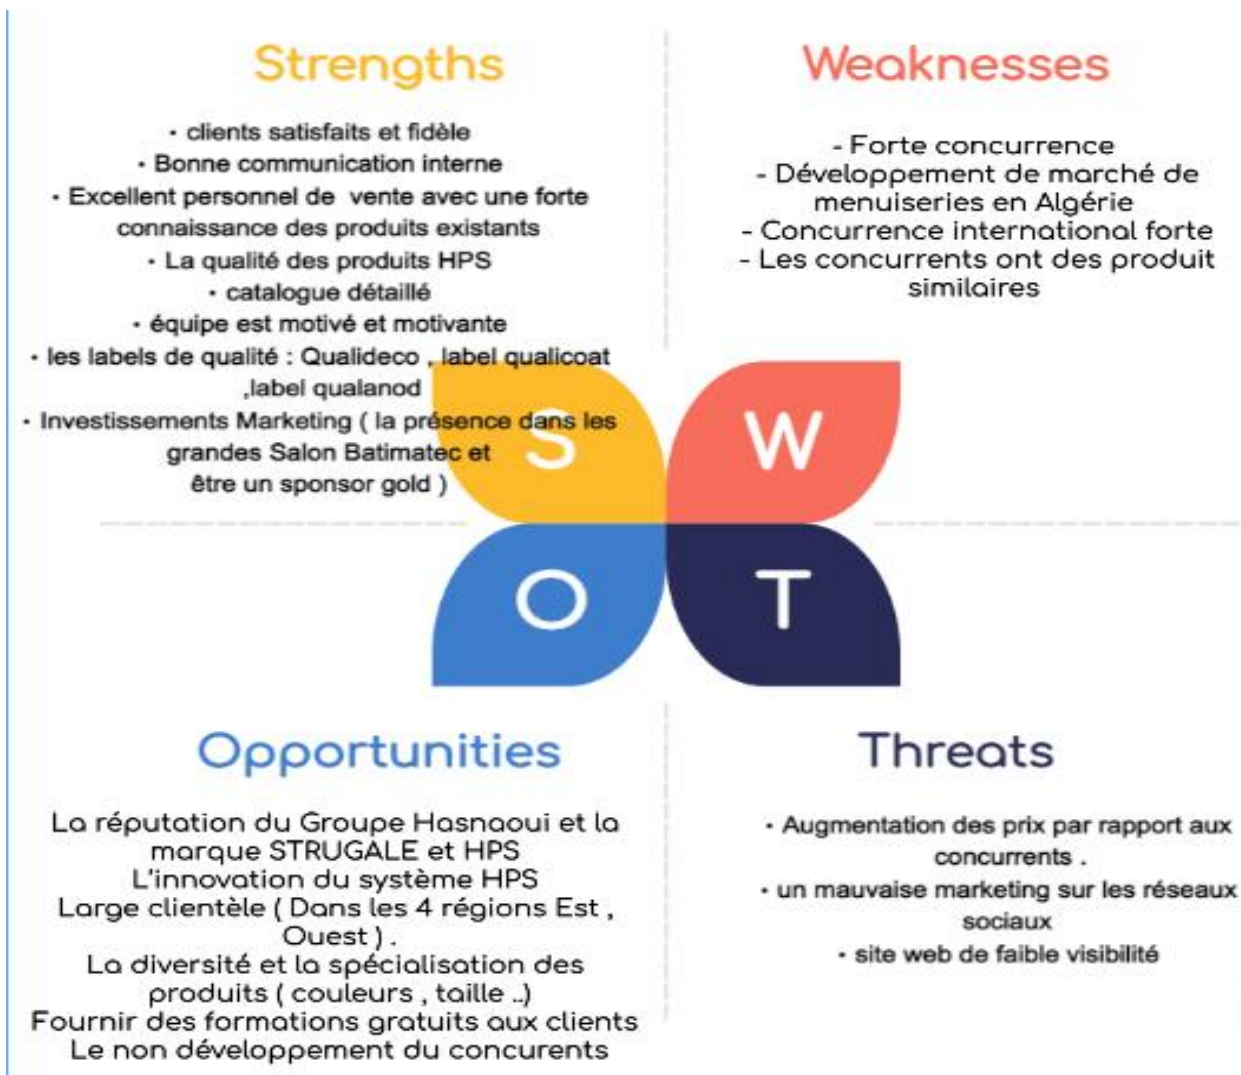 Strengths
• clients satisfaits et fidèle
• Bonne communication interne
• Excellent personnel de vente avec une forte
connaissance des produits existants
• La qualité des produits HPS
• catalogue détaillé
• équipe est motivé et motivante
• les labels de qualité : Qualideco , label qualicoat
,label qualanod
• Investissements Marketing ( la présence dans les
grandes Salon Batimatec et
être un sponsor gold )
Weaknesses
- Forte concurrence
- Développement de marché de
menuiseries en Algérie
- Concurrence international forte
- Les concurrents ont des produit
similaires
S
W
O
T
Opportunities
La réputation du Groupe Hasnaoui et la
marque STRUGALE et HPS
L'innovation du système HPS
Large clientèle ( Dans les 4 régions Est ,
Ouest ) .
La diversité et la spécialisation des
produits ( couleurs , taille ..)
Fournir des formations gratuits aux clients
Le non développement du concurents
Threats
• Augmentation des prix par rapport aux
concurrents .
• un mauvaise marketing sur les réseaux
sociaux
• site web de faible visibilité